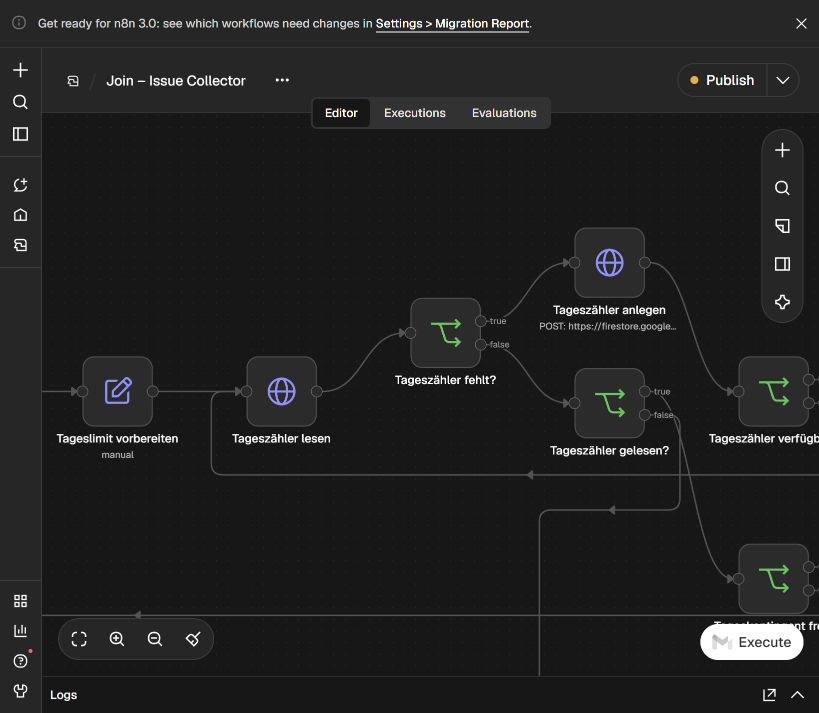 Get ready for n8n 3.0: see which workflows need changes in Settings > Migration Report.
Join – Issue Collector
Publish
Editor
Executions
Evaluations
Tageszähler anlegen
POST: https://firestore.google...
true
false
Tageszähler fehlt?
true
false
Tageslimit vorbereiten
manual
Tageszähler lesen
Tageszähler gelesen?
Tageszähler verfügb
Execute
Logs